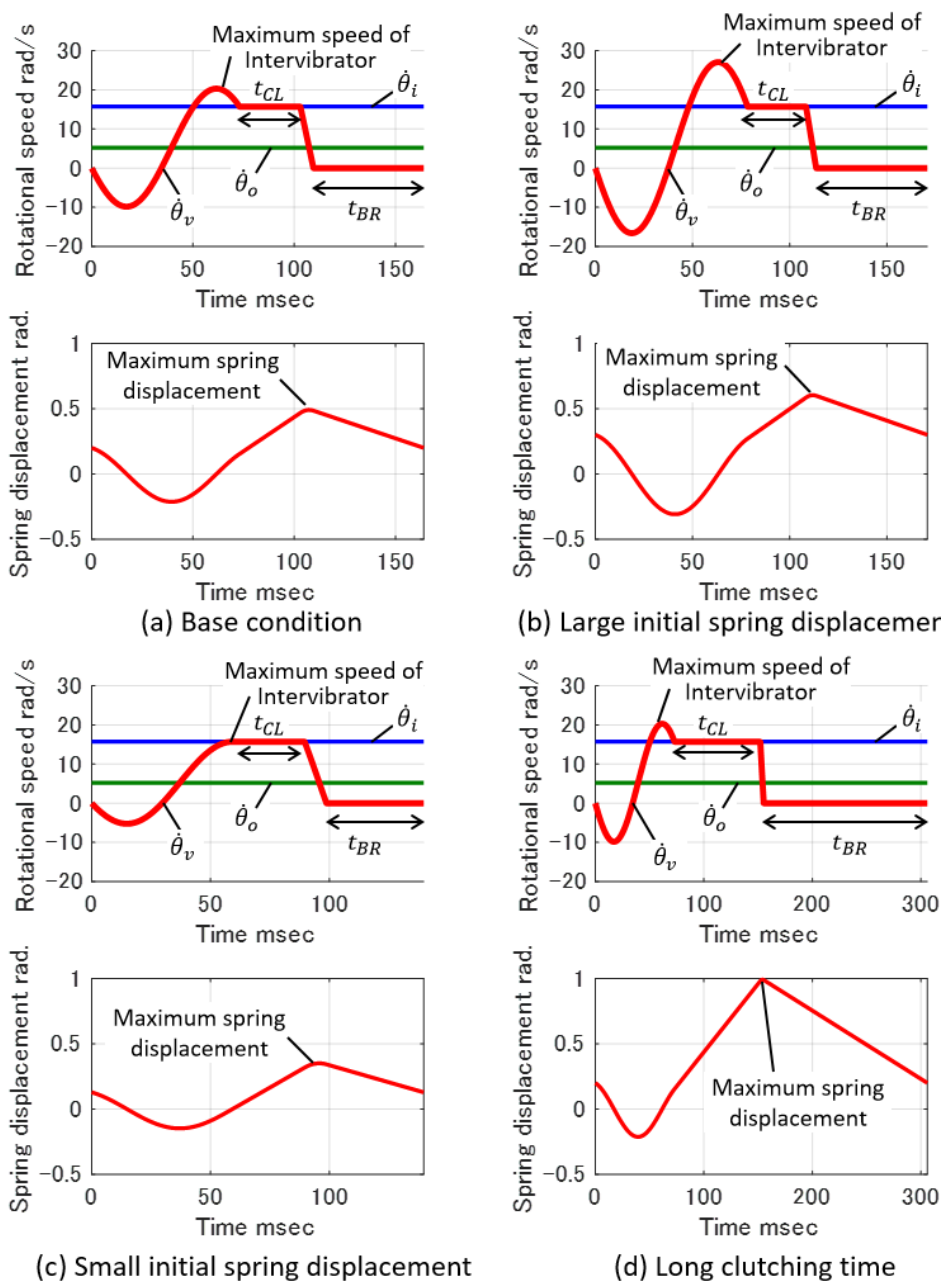 Maximum speed of
Intervibrator
Rotational speed rad/s
30
20
10
0
−10
−20
t_CL
θ̇_i
θ̇_v
θ̇_o
t_BR
0
50
100
150
Time msec
Spring displacement rad.
1
0.5
0
−0.5
Maximum spring
displacement
0
50
100
150
Time msec
(a) Base condition
Maximum speed of
Intervibrator
Rotational speed rad/s
30
20
10
0
−10
−20
t_CL
θ̇_i
θ̇_v
θ̇_o
t_BR
0
50
100
150
Time msec
Spring displacement rad.
1
0.5
0
−0.5
Maximum spring
displacement
0
50
100
150
Time msec
(b) Large initial spring displacemen
Maximum speed of
Intervibrator
Rotational speed rad/s
30
20
10
0
−10
−20
t_CL
θ̇_i
θ̇_v
θ̇_o
t_BR
0
50
100
Time msec
Spring displacement rad.
1
0.5
0
−0.5
Maximum spring
displacement
0
50
100
Time msec
(c) Small initial spring displacement
Maximum speed of
Intervibrator
Rotational speed rad/s
30
20
10
0
−10
−20
t_CL
θ̇_i
θ̇_v
θ̇_o
t_BR
0
100
200
300
Time msec
Spring displacement rad.
1
0.5
0
−0.5
Maximum spring
displacement
0
100
200
300
Time msec
(d) Long clutching time